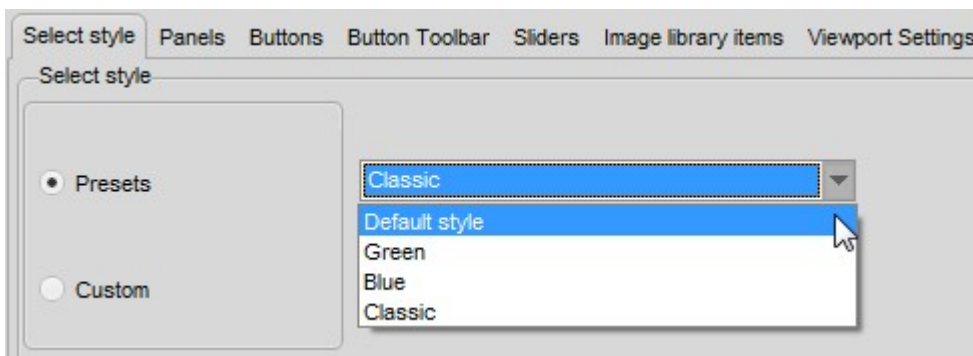 Select style Panels Buttons Button Toolbar Sliders Image library items Viewport Settings
Select style
Presets
Classic
Default style
Green
Blue
Custom
Classic